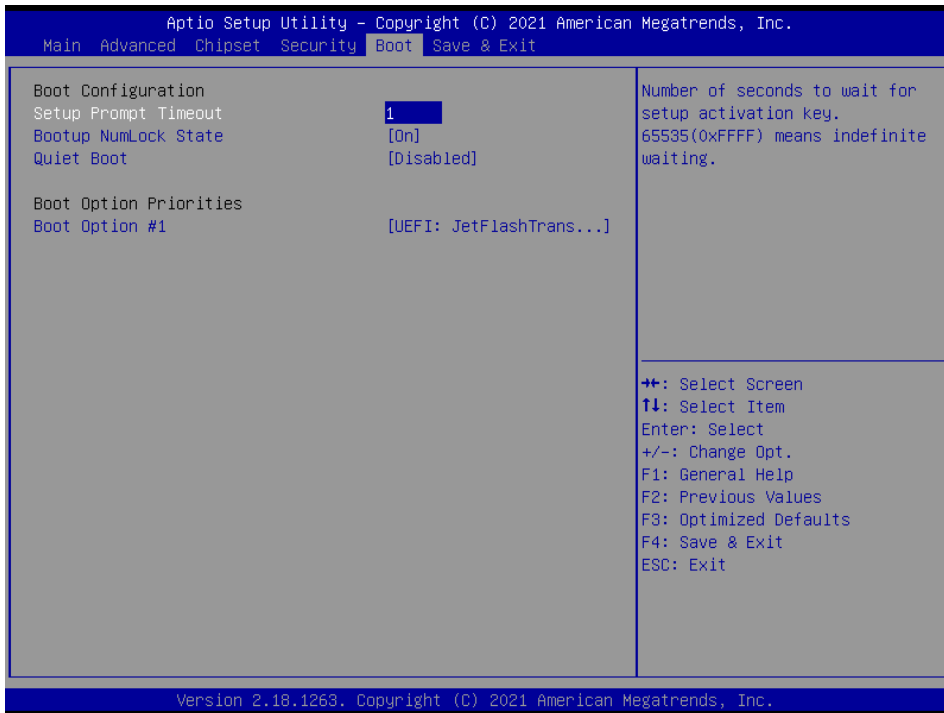 Aptio Setup Utility – Copyright (C) 2021 American Megatrends, Inc.
Main Advanced Chipset Security Boot Save & Exit
Boot Configuration
Setup Prompt Timeout 1
Bootup NumLock State [On]
Quiet Boot [Disabled]
Boot Option Priorities
Boot Option #1 [UEFI: JetFlashTrans...]
Number of seconds to wait for
setup activation key.
65535(0xFFFF) means indefinite
waiting.
→←: Select Screen
↑↓: Select Item
Enter: Select
+/-: Change Opt.
F1: General Help
F2: Previous Values
F3: Optimized Defaults
F4: Save & Exit
ESC: Exit
Version 2.18.1263. Copyright (C) 2021 American Megatrends, Inc.